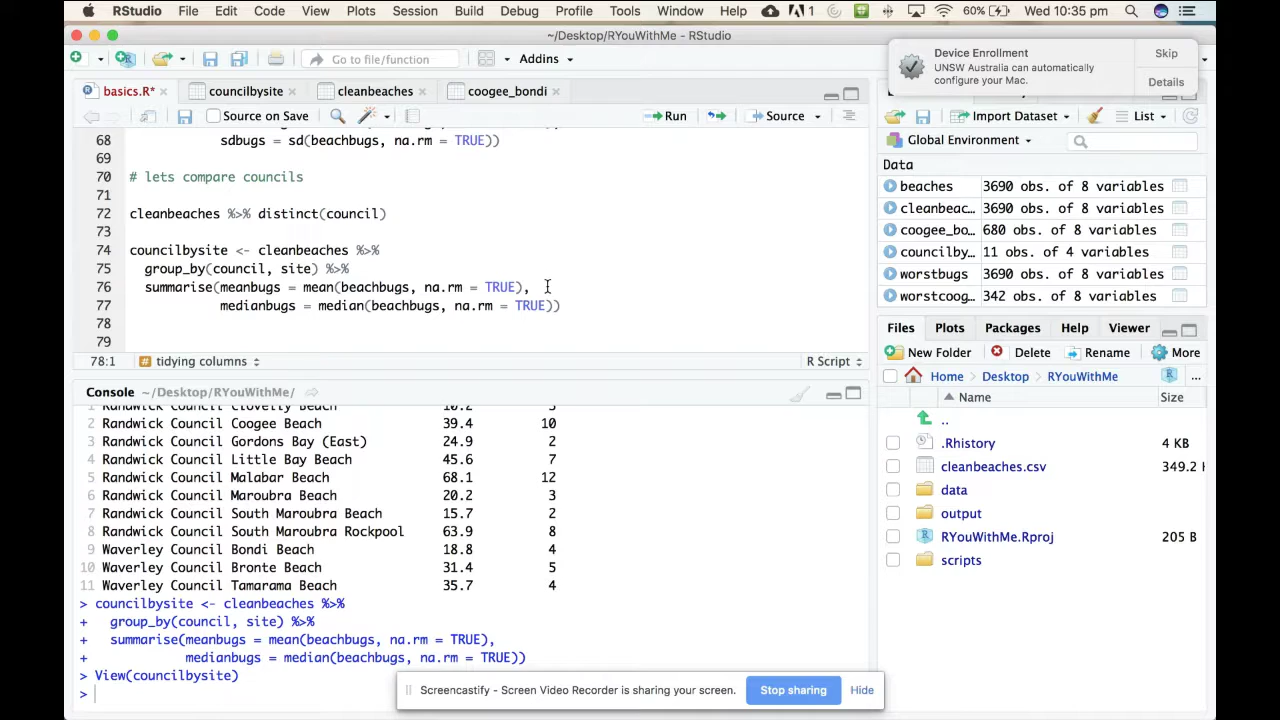 RStudio File Edit Code View Plots Session Build Debug Profile Tools Window Help 1 60% Wed 10:35 pm
~/Desktop/RYouWithMe - RStudio
Go to file/function Addins
Device Enrollment
UNSW Australia can automatically
configure your Mac.
Skip
Details
basics.R* councilbysite cleanbeaches coogee_bondi
Source on Save Run Source
68 sdbugs = sd(beachbugs, na.rm = TRUE))
69
70 # lets compare councils
71
72 cleanbeaches %>% distinct(council)
73
74 councilbysite <- cleanbeaches %>%
75 group_by(council, site) %>%
76 summarise(meanbugs = mean(beachbugs, na.rm = TRUE),
77 medianbugs = median(beachbugs, na.rm = TRUE))
78
79
78:1 # tidying columns R Script
Console ~/Desktop/RYouWithMe/
1 Randwick Council Clovelly Beach 10.2
2 Randwick Council Coogee Beach 39.4 10
3 Randwick Council Gordons Bay (East) 24.9 2
4 Randwick Council Little Bay Beach 45.6 7
5 Randwick Council Malabar Beach 68.1 12
6 Randwick Council Maroubra Beach 20.2 3
7 Randwick Council South Maroubra Beach 15.7 2
8 Randwick Council South Maroubra Rockpool 63.9 8
9 Waverley Council Bondi Beach 18.8 4
10 Waverley Council Bronte Beach 31.4 5
11 Waverley Council Tamarama Beach 35.7 4
> councilbysite <- cleanbeaches %>%
+ group_by(council, site) %>%
+ summarise(meanbugs = mean(beachbugs, na.rm = TRUE),
+ medianbugs = median(beachbugs, na.rm = TRUE))
> View(councilbysite)
>
Import Dataset List
Global Environment
Data
beaches 3690 obs. of 8 variables
cleanbeac… 3690 obs. of 8 variables
coogee_bo… 680 obs. of 8 variables
councilby… 11 obs. of 4 variables
worstbugs 3690 obs. of 8 variables
worstcoog… 342 obs. of 8 variables
Files Plots Packages Help Viewer
New Folder Delete Rename More
Home Desktop RYouWithMe ...
Name Size
..
.Rhistory 4 KB
cleanbeaches.csv 349.2
data
output
RYouWithMe.Rproj 205 B
scripts
Screencastify - Screen Video Recorder is sharing your screen. Stop sharing Hide